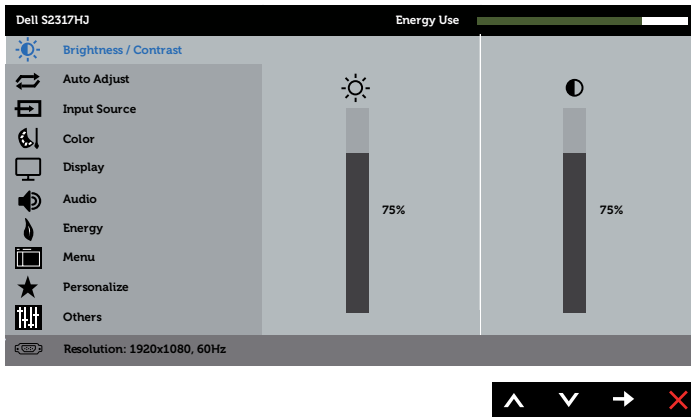 Dell S2317HJ Energy Use
Brightness / Contrast
Auto Adjust
Input Source
Color
Display
Audio
Energy
Menu
Personalize
Others
75% 75%
Resolution: 1920x1080, 60Hz